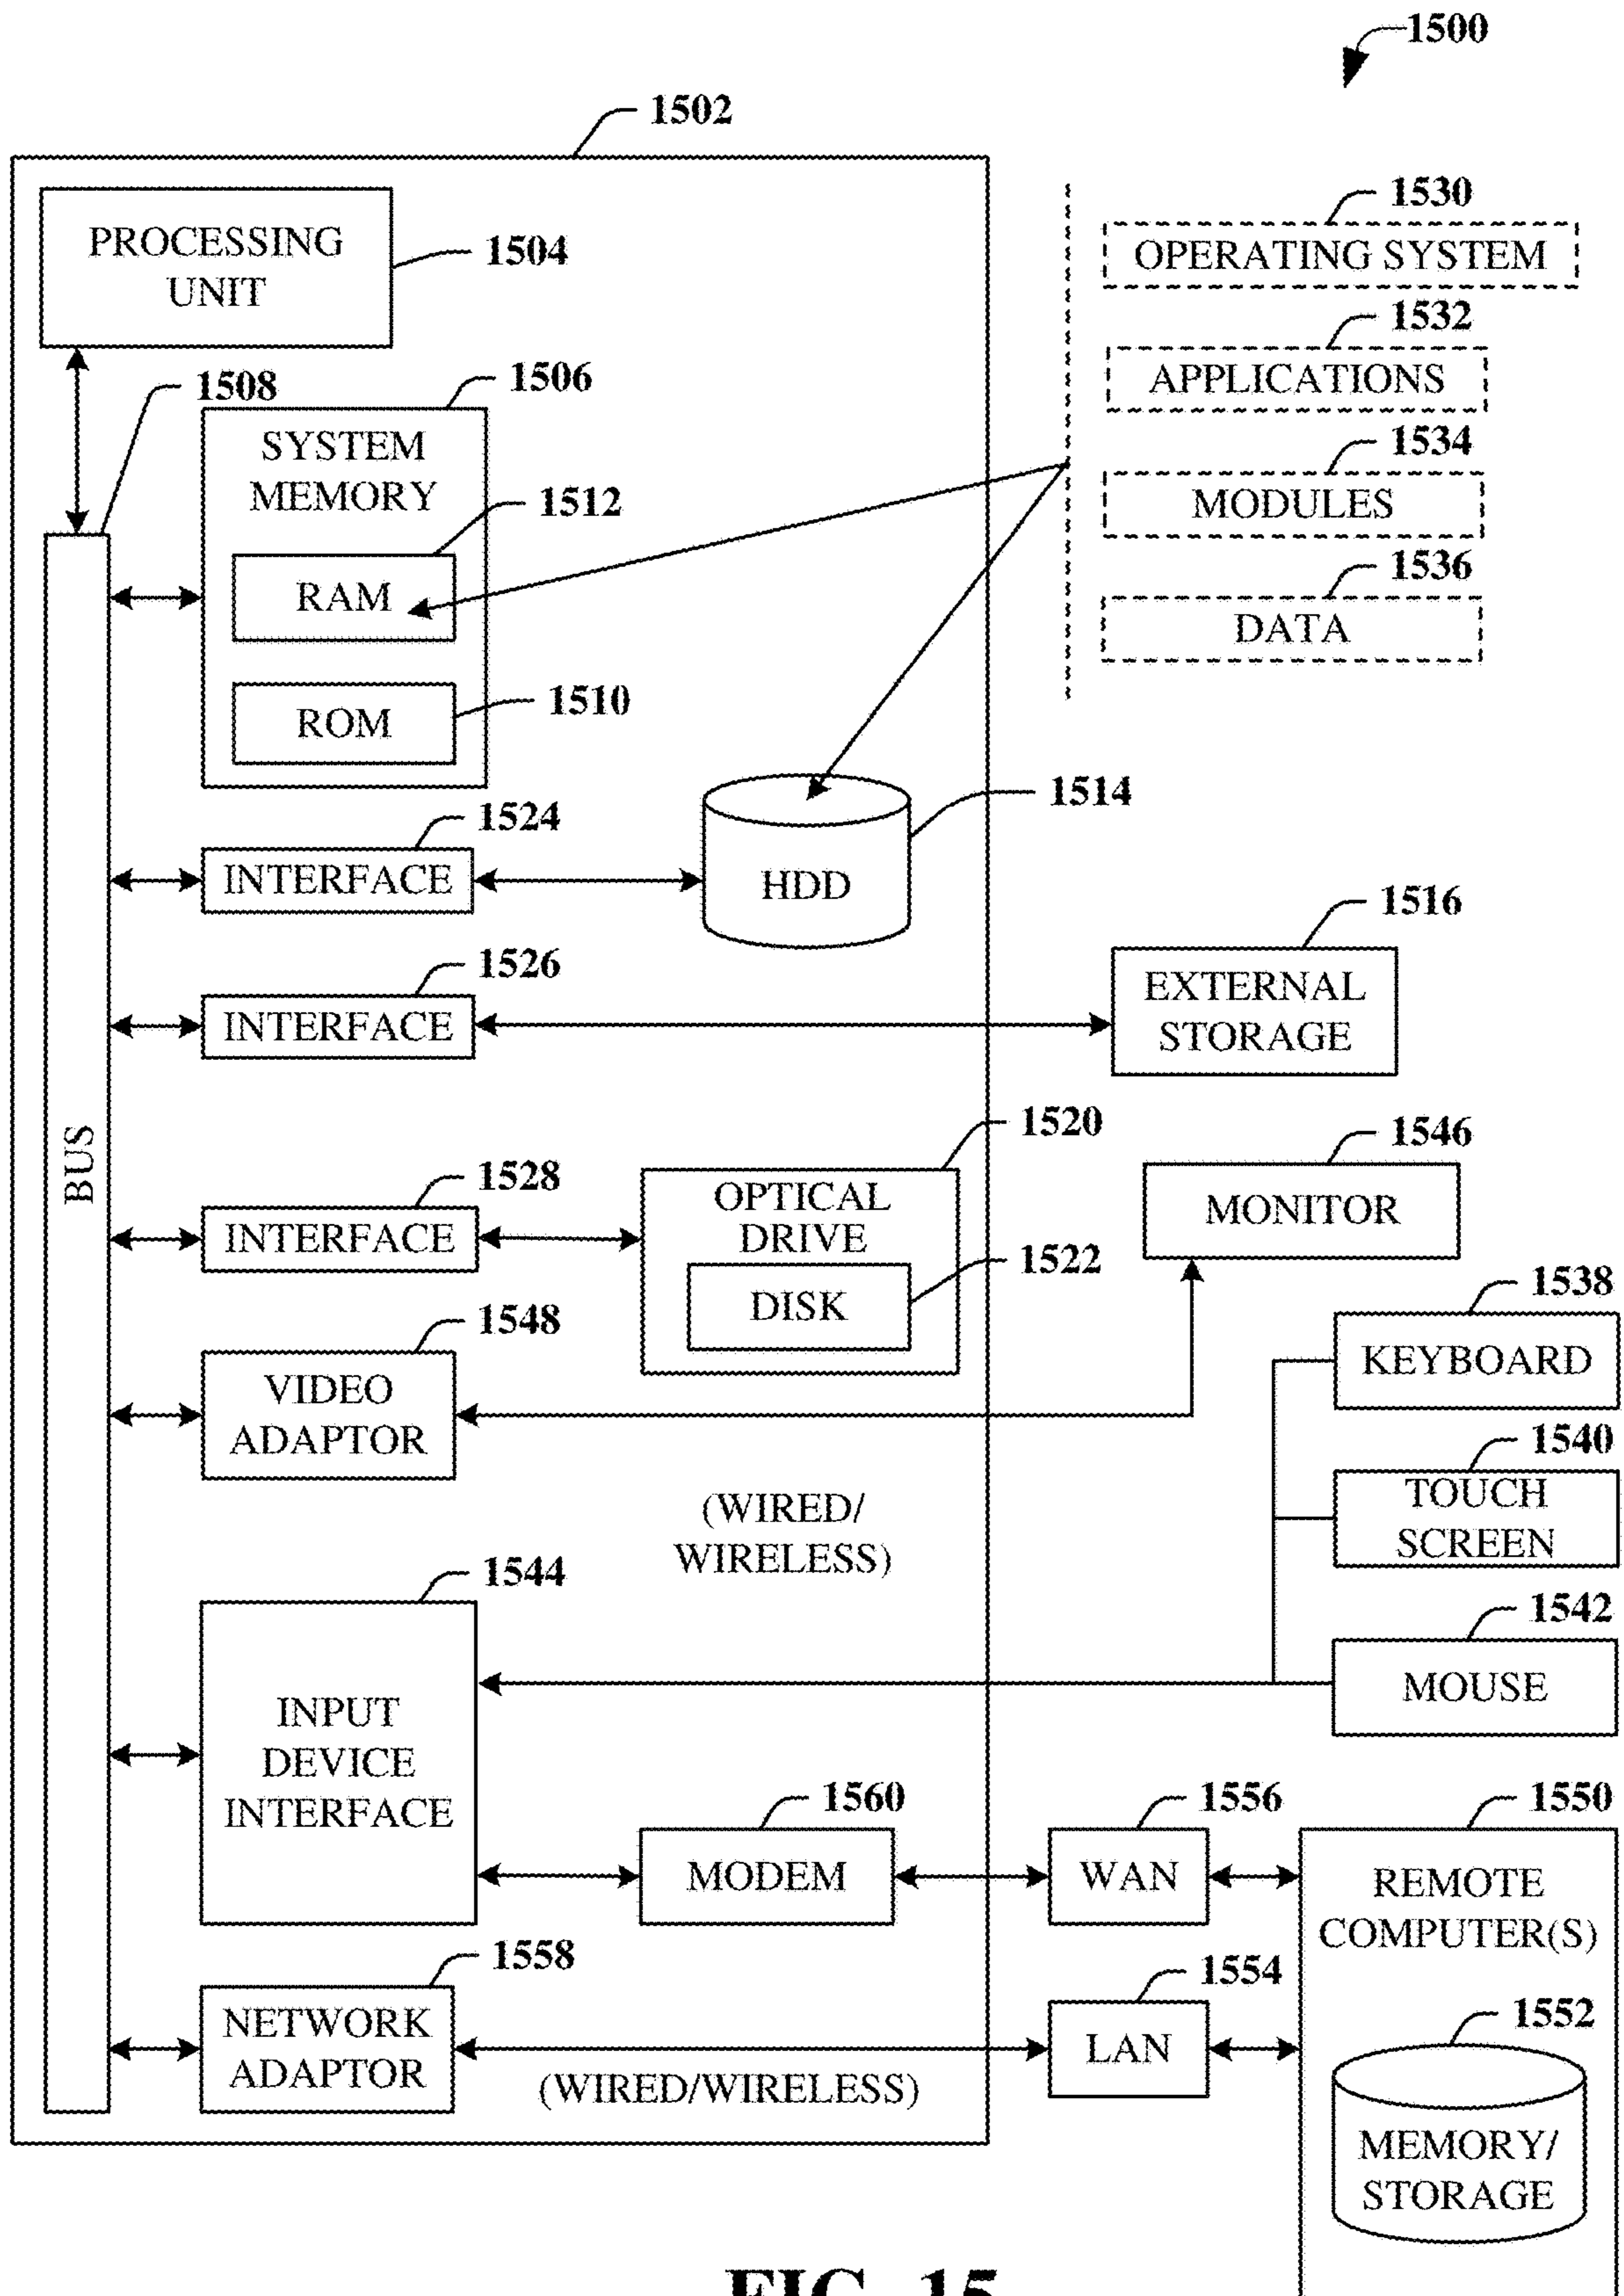 1500
1502
PROCESSING
UNIT
1504
1530
OPERATING SYSTEM
1532
APPLICATIONS
1534
MODULES
1536
DATA
1508
1506
SYSTEM
MEMORY
1512
RAM
ROM
1510
1514
HDD
1524
INTERFACE
1516
EXTERNAL
STORAGE
1526
INTERFACE
BUS
1520
OPTICAL
DRIVE
1522
DISK
1528
INTERFACE
1546
MONITOR
1548
VIDEO
ADAPTOR
1538
KEYBOARD
1540
TOUCH
SCREEN
1542
MOUSE
(WIRED/
WIRELESS)
1544
INPUT
DEVICE
INTERFACE
1560
MODEM
1556
WAN
1550
REMOTE
COMPUTER(S)
1558
NETWORK
ADAPTOR
(WIRED/WIRELESS)
1554
LAN
1552
MEMORY/
STORAGE
FIG. 15